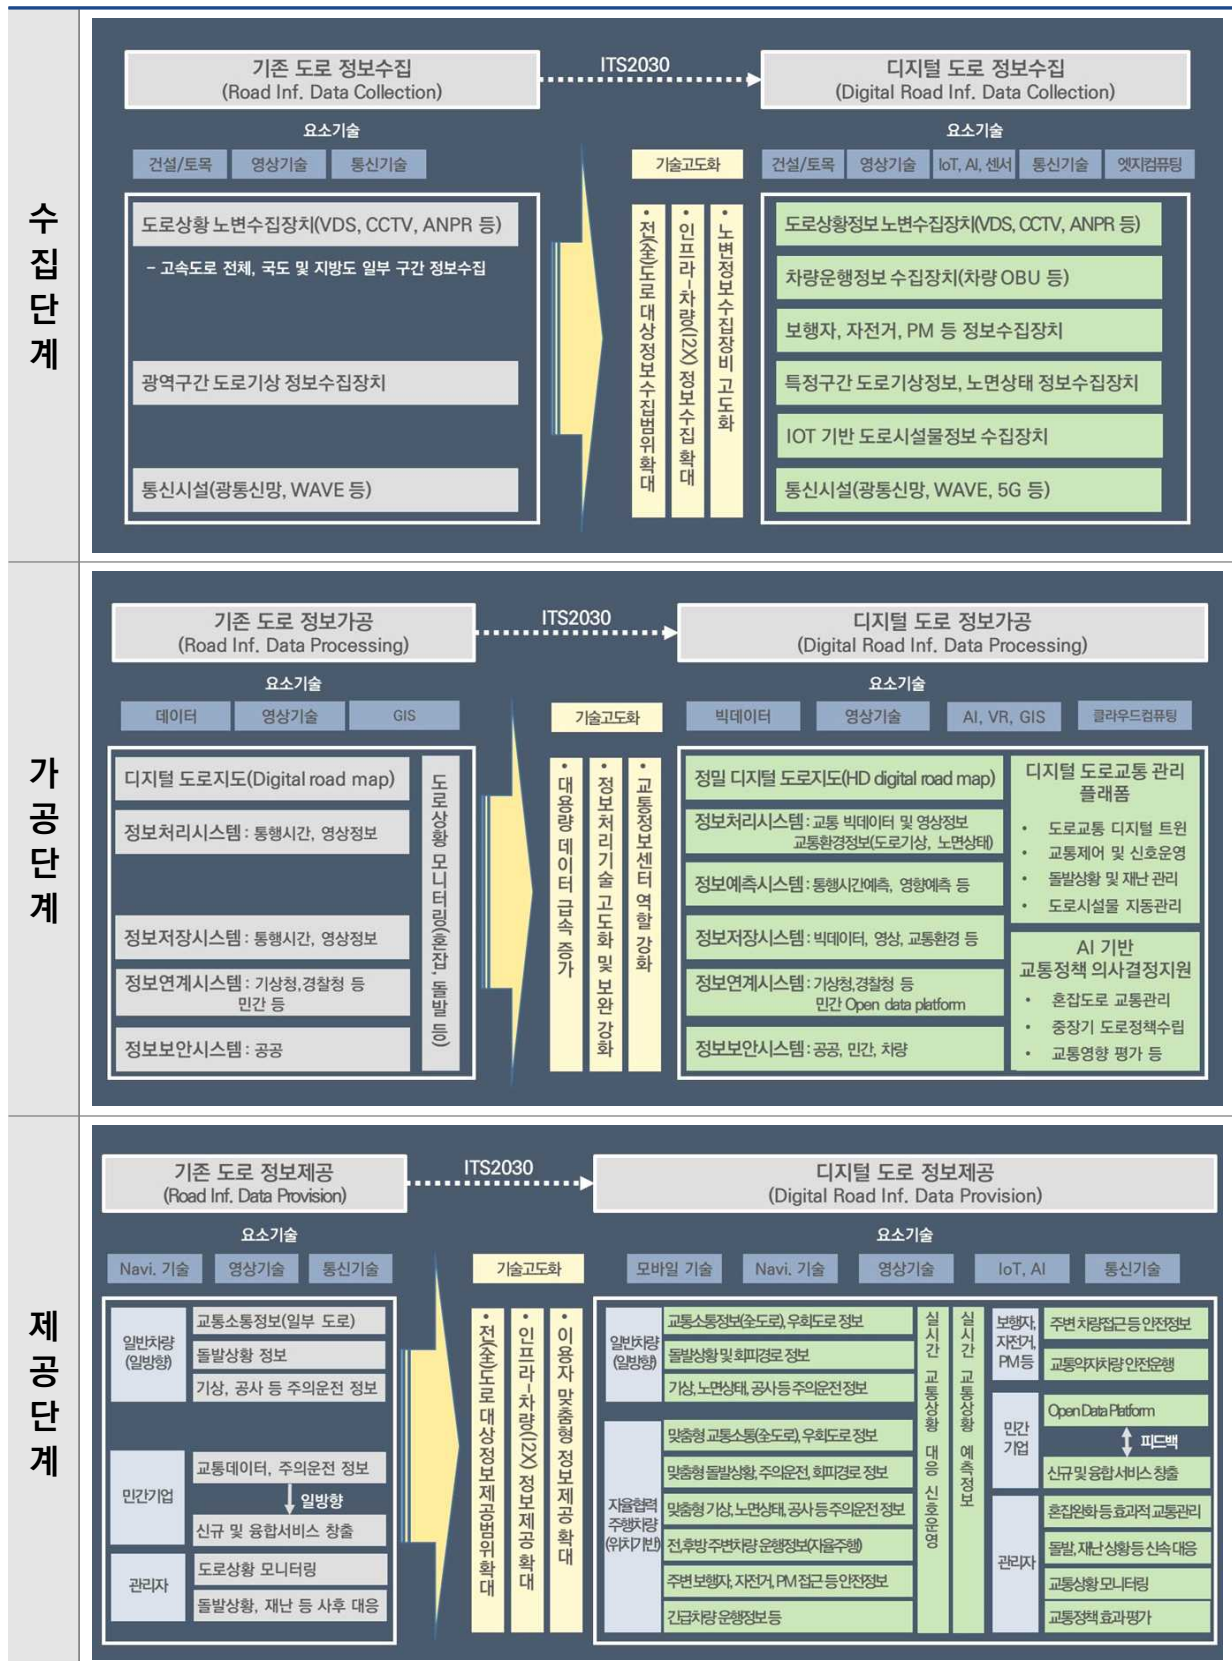 수집단계
기존 도로 정보수집
(Road Inf. Data Collection)
ITS2030
디지털 도로 정보수집
(Digital Road Inf. Data Collection)
요소기술
건설/토목
영상기술
통신기술
도로상황 노변수집장치(VDS, CCTV, ANPR 등)
– 고속도로 전체, 국도 및 지방도 일부 구간 정보수집
광역구간 도로기상 정보수집장치
통신시설(광통신망, WAVE 등)
기술고도화
• 전(全)도로 대상 정보수집 범위 확대
• 인프라-차량(I2X) 정보수집 확대
• 노변정보수집장비 고도화
요소기술
건설/토목
영상기술
IoT, AI, 센서
통신기술
엣지컴퓨팅
도로상황정보 노변수집장치(VDS, CCTV, ANPR 등)
차량운행정보 수집장치(차량 OBU 등)
보행자, 자전거, PM 등 정보수집장치
특정구간 도로기상정보, 노면상태 정보수집장치
IOT 기반 도로시설물정보 수집장치
통신시설(광통신망, WAVE, 5G 등)
가공단계
기존 도로 정보가공
(Road Inf. Data Processing)
ITS2030
디지털 도로 정보가공
(Digital Road Inf. Data Processing)
요소기술
데이터
영상기술
GIS
디지털 도로지도(Digital road map)
정보처리시스템 : 통행시간, 영상정보
정보저장시스템 : 통행시간, 영상정보
정보연계시스템 : 기상청,경찰청 등
민간 등
정보보안시스템 : 공공
도로상황 모니터링(혼잡, 돌발 등)
기술고도화
• 대용량 데이터 급속 증가
• 정보처리기술 고도화 및 보완 강화
• 교통정보센터 역할 강화
요소기술
빅데이터
영상기술
AI, VR, GIS
클라우드컴퓨팅
정밀 디지털 도로지도(HD digital road map)
정보처리시스템 : 교통 빅데이터 및 영상정보
교통환경정보(도로기상, 노면상태)
정보예측시스템 : 통행시간예측, 영향예측 등
정보저장시스템 : 빅데이터, 영상, 교통환경 등
정보연계시스템 : 기상청,경찰청 등
민간 Open data platform
정보보안시스템 : 공공, 민간, 차량
디지털 도로교통 관리
플래폼
• 도로교통 디지털 트윈
• 교통제어 및 신호운영
• 돌발상황 및 재난 관리
• 도로시설물 지동관리
AI 기반
교통정책 의사결정지원
• 혼잡도로 교통관리
• 중장기 도로정책수립
• 교통영향 평가 등
제공단계
기존 도로 정보제공
(Road Inf. Data Provision)
ITS2030
디지털 도로 정보제공
(Digital Road Inf. Data Provision)
요소기술
Navi. 기술
영상기술
통신기술
일반차량
(일방향)
교통소통정보(일부 도로)
돌발상황 정보
기상, 공사 등 주의운전 정보
민간기업
교통데이터, 주의운전 정보
일방향
신규 및 융합서비스 창출
관리자
도로상황 모니터링
돌발상황, 재난 등 사후 대응
기술고도화
• 전(全)도로 대상 정보제공 범위 확대
• 인프라-차량(I2X) 정보제공 확대
• 이용자 맞춤형 정보제공 확대
요소기술
모바일 기술
Navi. 기술
영상기술
IoT, AI
통신기술
일반차량
(일방향)
교통소통정보(全도로), 우회도로 정보
돌발상황 및 회피경로 정보
기상, 노면상태, 공사 등 주의운전 정보
자율협력
주행차량
(위치기반)
맞춤형 교통소통(全도로), 우회도로 정보
맞춤형 돌발상황, 주의운전, 회피경로 정보
맞춤형 기상, 노면상태, 공사 등 주의운전 정보
전,후방 주변차량 운행정보(자율주행)
주변 보행자, 자전거, PM 접근 등 안전정보
긴급차량 운행정보 등
실시간 교통상황 대응 신호운영
실시간 교통상황 예측정보
보행자,
자전거,
PM 등
주변 차량접근 등 안전정보
교통약자차량 안전운행
민간
기업
Open Data Platform
피드백
신규 및 융합서비스 창출
관리자
혼잡완화 등 효과적 교통관리
돌발, 재난 상황 등 신속 대응
교통상황 모니터링
교통정책 효과평가